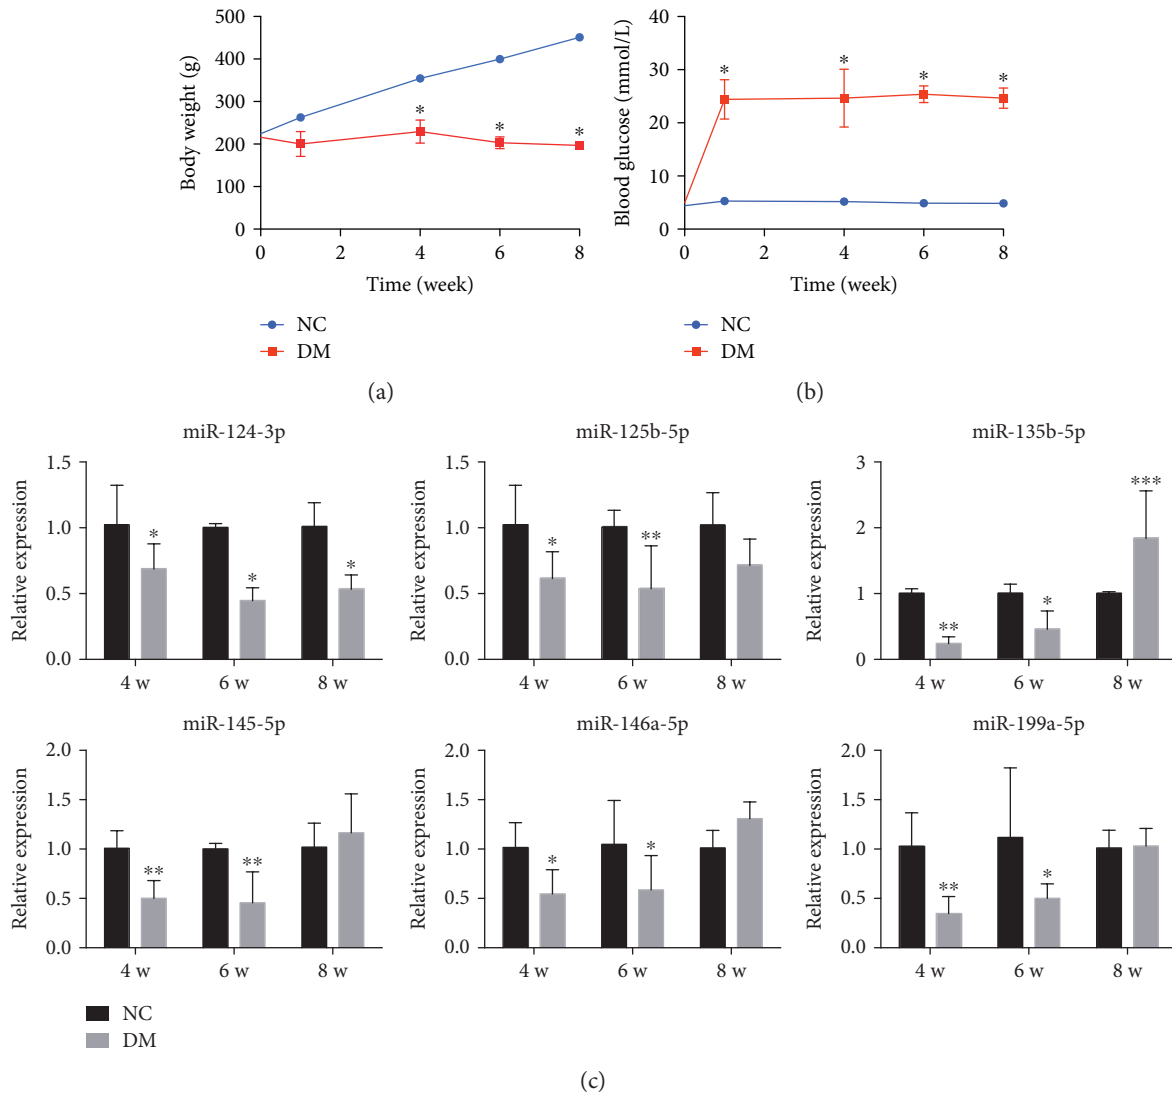 500
400
300
200
100
0
Body weight (g)
*
*
*
0 2 4 6 8
Time (week)
NC
DM
(a)
40
30
20
10
0
Blood glucose (mmol/L)
*
*
*
*
0 2 4 6 8
Time (week)
NC
DM
(b)
miR-124-3p
1.5
1.0
0.5
0.0
Relative expression
*
*
*
4 w 6 w 8 w
miR-125b-5p
1.5
1.0
0.5
0.0
Relative expression
*
**
4 w 6 w 8 w
miR-135b-5p
3
2
1
0
Relative expression
**
*
***
4 w 6 w 8 w
miR-145-5p
2.0
1.5
1.0
0.5
0.0
Relative expression
**
**
4 w 6 w 8 w
miR-146a-5p
2.0
1.5
1.0
0.5
0.0
Relative expression
*
*
4 w 6 w 8 w
miR-199a-5p
2.0
1.5
1.0
0.5
0.0
Relative expression
**
*
4 w 6 w 8 w
NC
DM
(c)